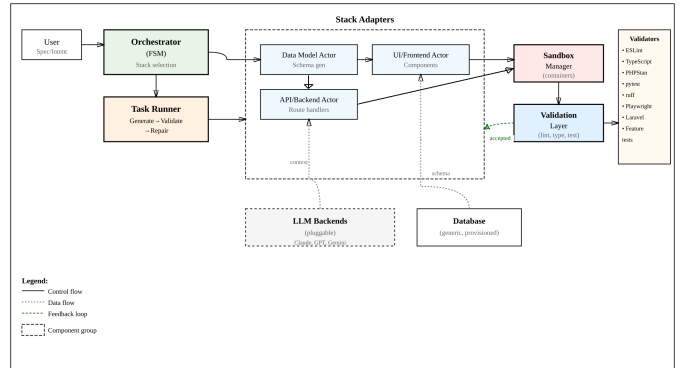 Stack Adapters
User
Spec/Intent
Orchestrator
(FSM)
Stack selection
Task Runner
Generate→Validate
→Repair
Data Model Actor
Schema gen
UI/Frontend Actor
Components
API/Backend Actor
Route handlers
Sandbox
Manager
(containers)
Validation
Layer
(lint, type, test)
accepted
Validators
• ESLint
• TypeScript
• PHPStan
• pytest
• ruff
• Playwright
• Laravel
• Feature
tests
context
schema
LLM Backends
(pluggable)
Claude, GPT, Gemini
Database
(generic, provisioned)
Legend:
Control flow
Data flow
Feedback loop
Component group